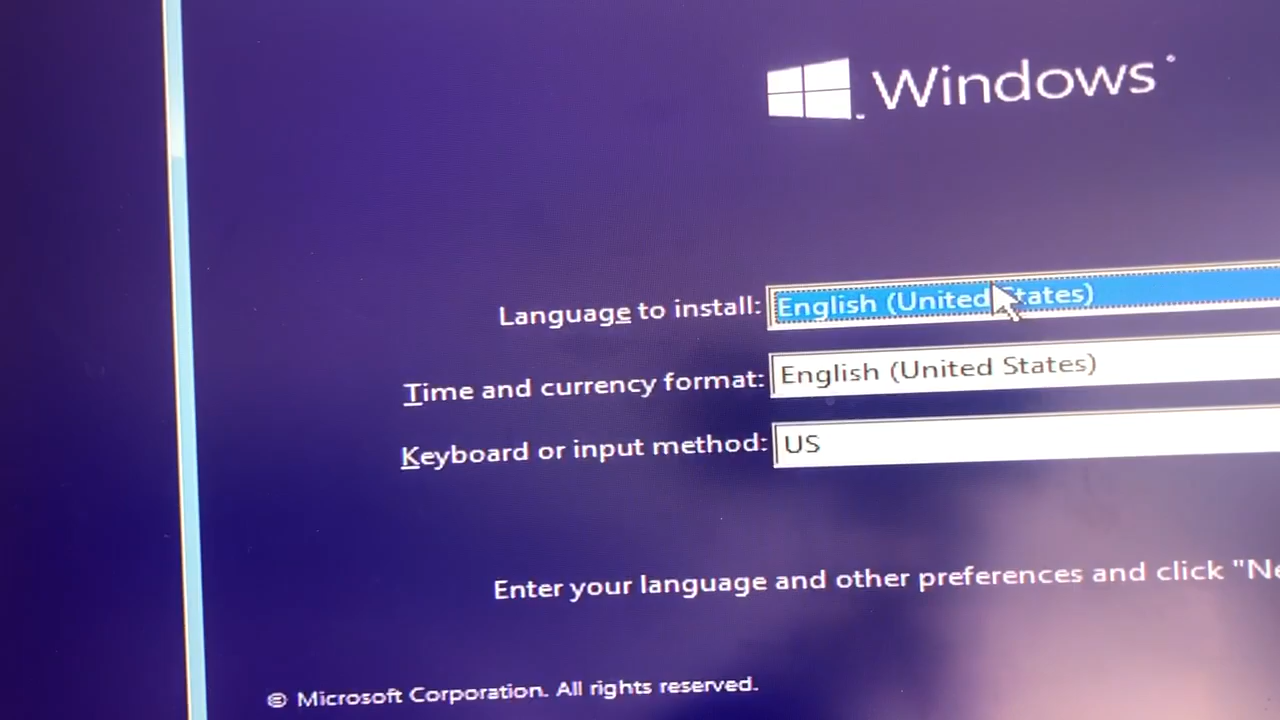 Windows
Language to install: English (United States)
Time and currency format: English (United States)
Keyboard or input method: US
Enter your language and other preferences and click "Ne
© Microsoft Corporation. All rights reserved.